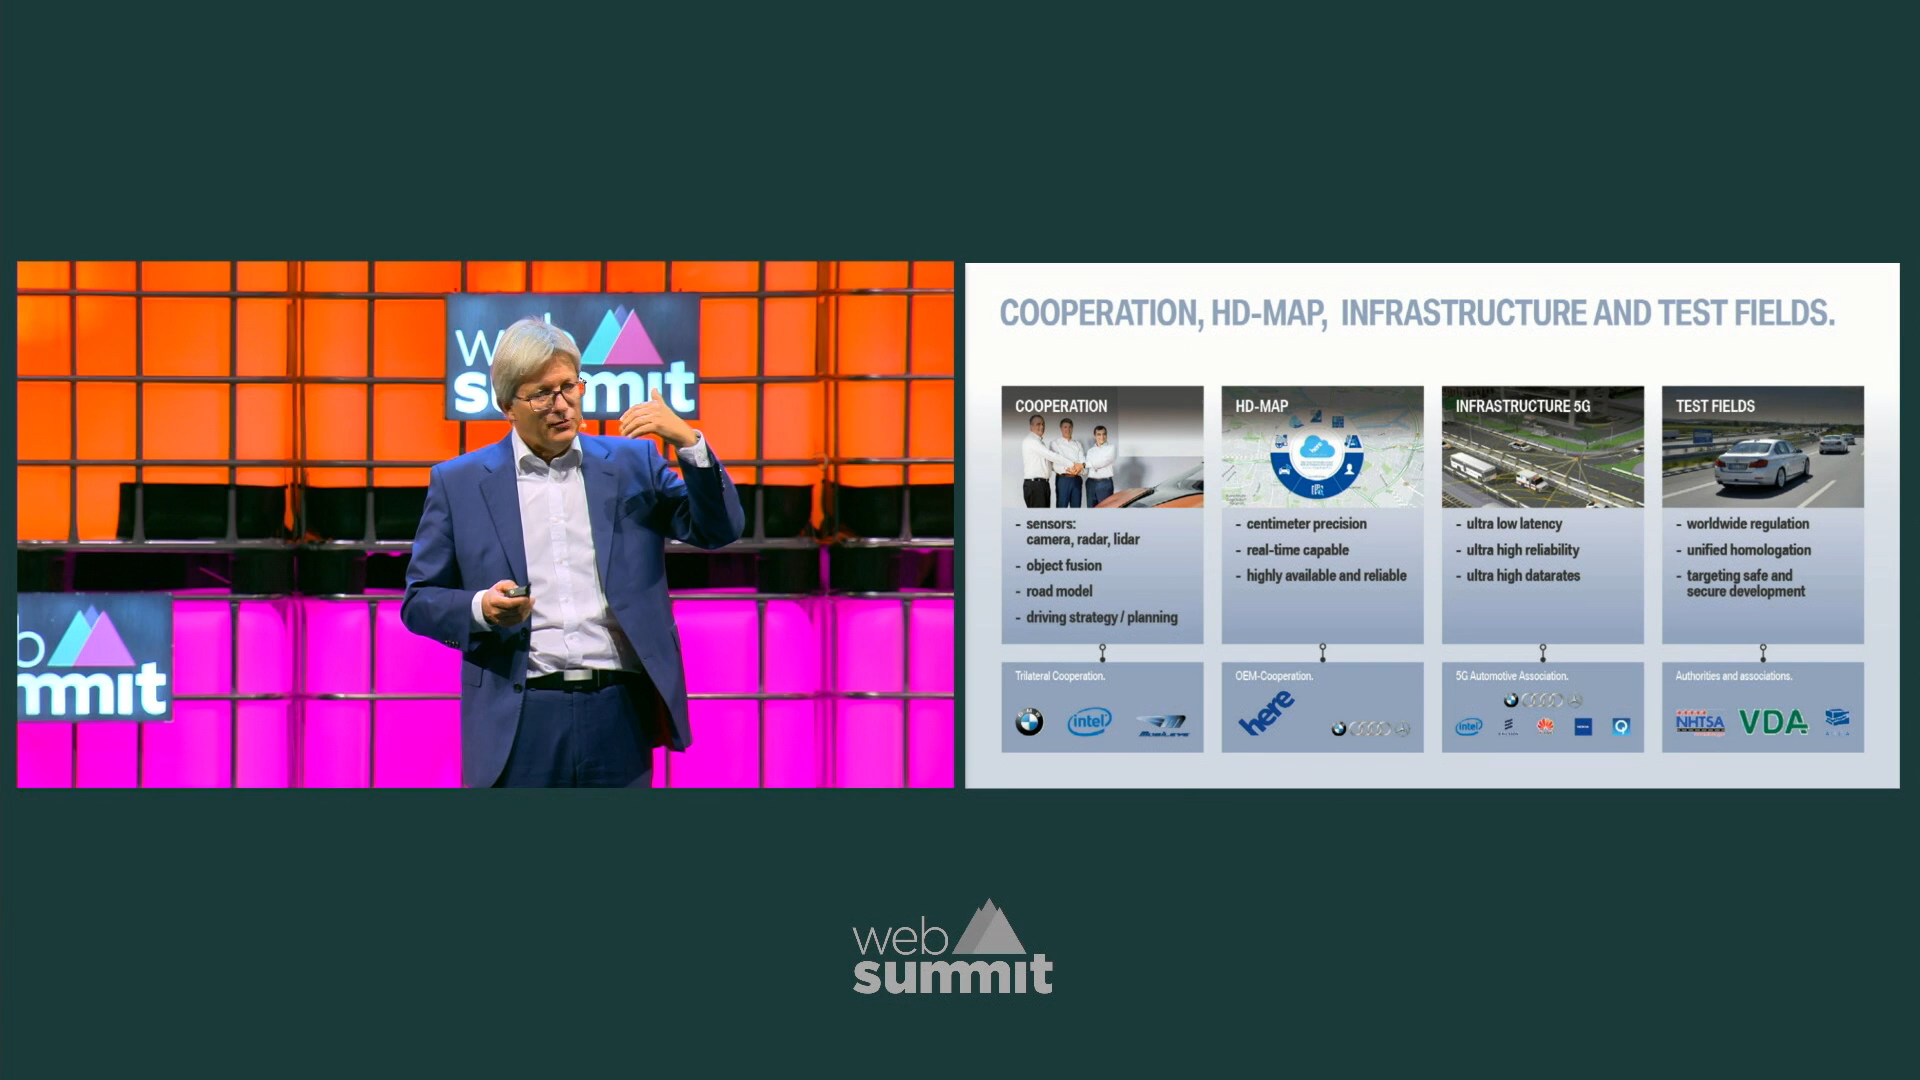 web
summit
b
mmit
COOPERATION, HD-MAP, INFRASTRUCTURE AND TEST FIELDS.
COOPERATION
- sensors:
camera, radar, lidar
- object fusion
- road model
- driving strategy / planning
Trilateral Cooperation.
intel
HD-MAP
- centimeter precision
- real-time capable
- highly available and reliable
OEM-Cooperation.
here
INFRASTRUCTURE 5G
- ultra low latency
- ultra high reliability
- ultra high datarates
5G Automotive Association.
intel
TEST FIELDS
- worldwide regulation
- unified homologation
- targeting safe and
secure development
Authorities and associations.
NHTSA
VDA
web
summit